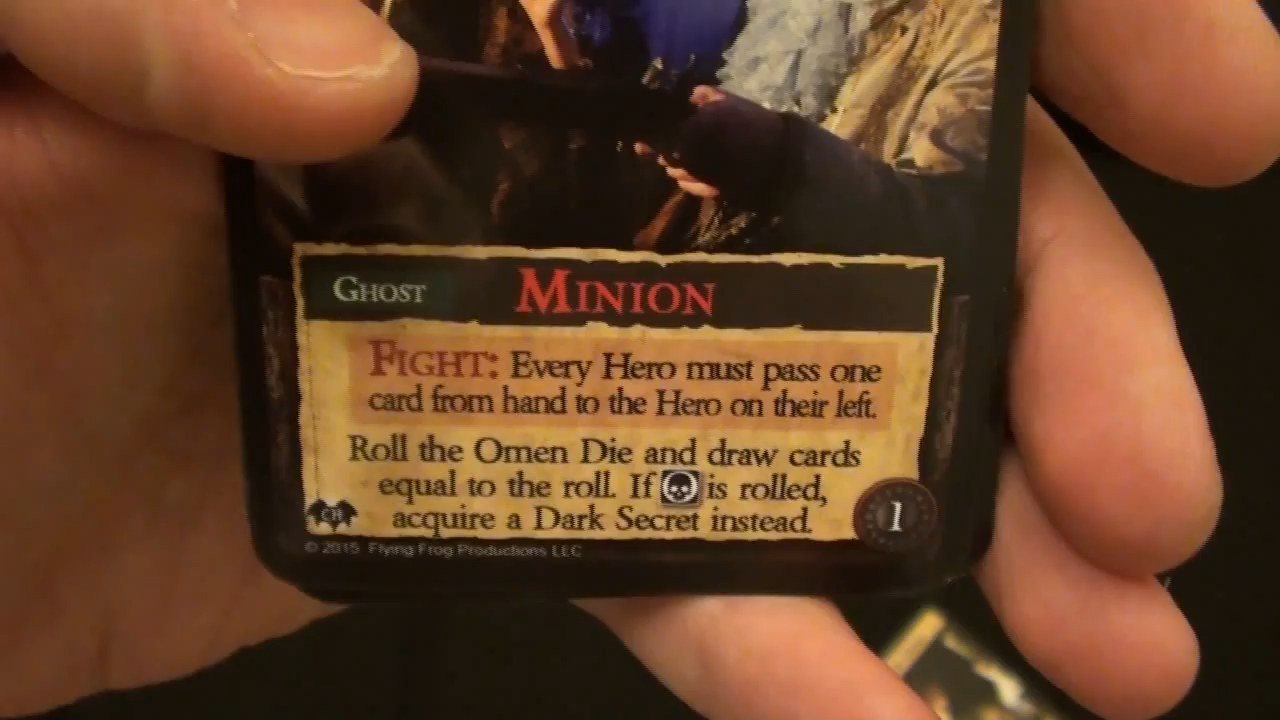 GHOST MINION
FIGHT: Every Hero must pass one
card from hand to the Hero on their left.
Roll the Omen Die and draw cards
equal to the roll. If is rolled,
acquire a Dark Secret instead.
CH
1
© 2015 Flying Frog Productions LLC